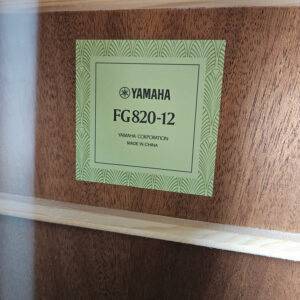 YAMAHA
FG820-12
YAMAHA CORPORATION
MADE IN CHINA